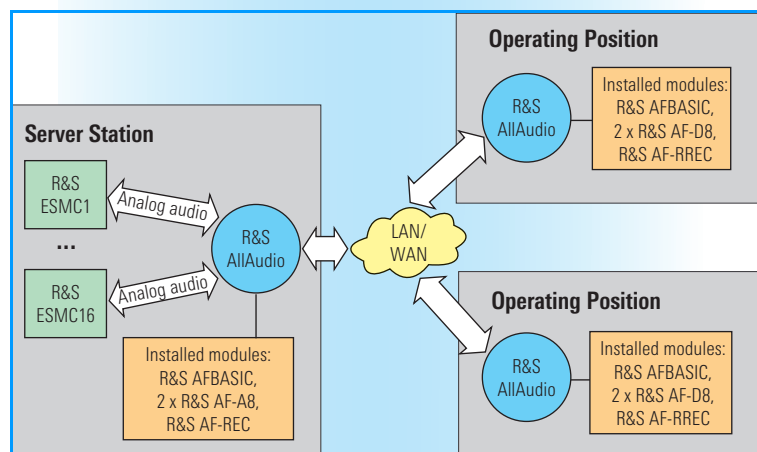 Server Station
R&S
ESMC1
Analog audio
...
R&S
ESMC16
Analog audio
R&S
AllAudio
Installed modules:
R&S AFBASIC,
2 x R&S AF-A8,
R&S AF-REC
LAN/
WAN
Operating Position
R&S
AllAudio
Installed modules:
R&S AFBASIC,
2 x R&S AF-D8,
R&S AF-RREC
Operating Position
R&S
AllAudio
Installed modules:
R&S AFBASIC,
2 x R&S AF-D8,
R&S AF-RREC